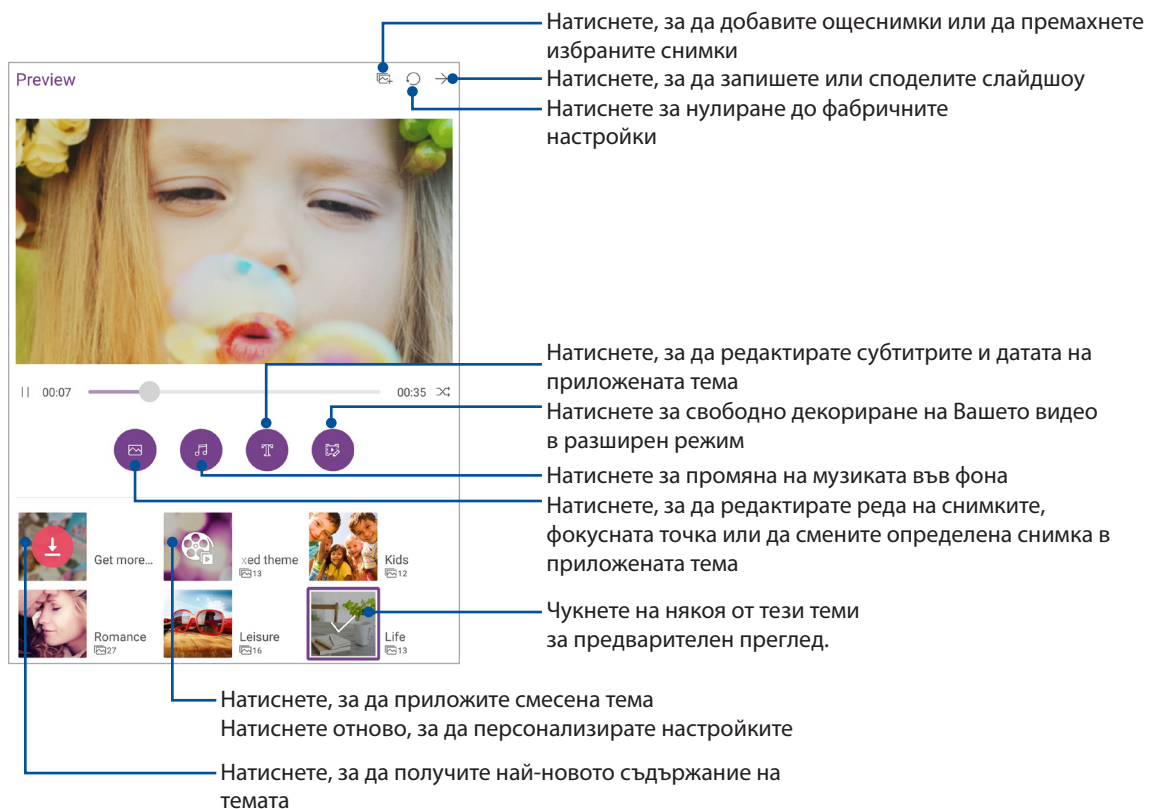 Натиснете, за да добавите ощеснимки или да премахнете
избраните снимки
Натиснете, за да запишете или споделите слайдшоу
Натиснете за нулиране до фабричните
настройки
Preview
00:07
00:35
Натиснете, за да редактирате субтитрите и датата на
приложената тема
Натиснете за свободно декориране на Вашето видео
в разширен режим
Натиснете за промяна на музиката във фона
Натиснете, за да редактирате реда на снимките,
фокусната точка или да смените определена снимка в
приложената тема
Get more...
xed theme
13
Kids
12
Romance
27
Leisure
16
Life
13
Чукнете на някоя от тези теми
за предварителен преглед.
Натиснете, за да приложите смесена тема
Натиснете отново, за да персонализирате настройките
Натиснете, за да получите най-новото съдържание на
темата